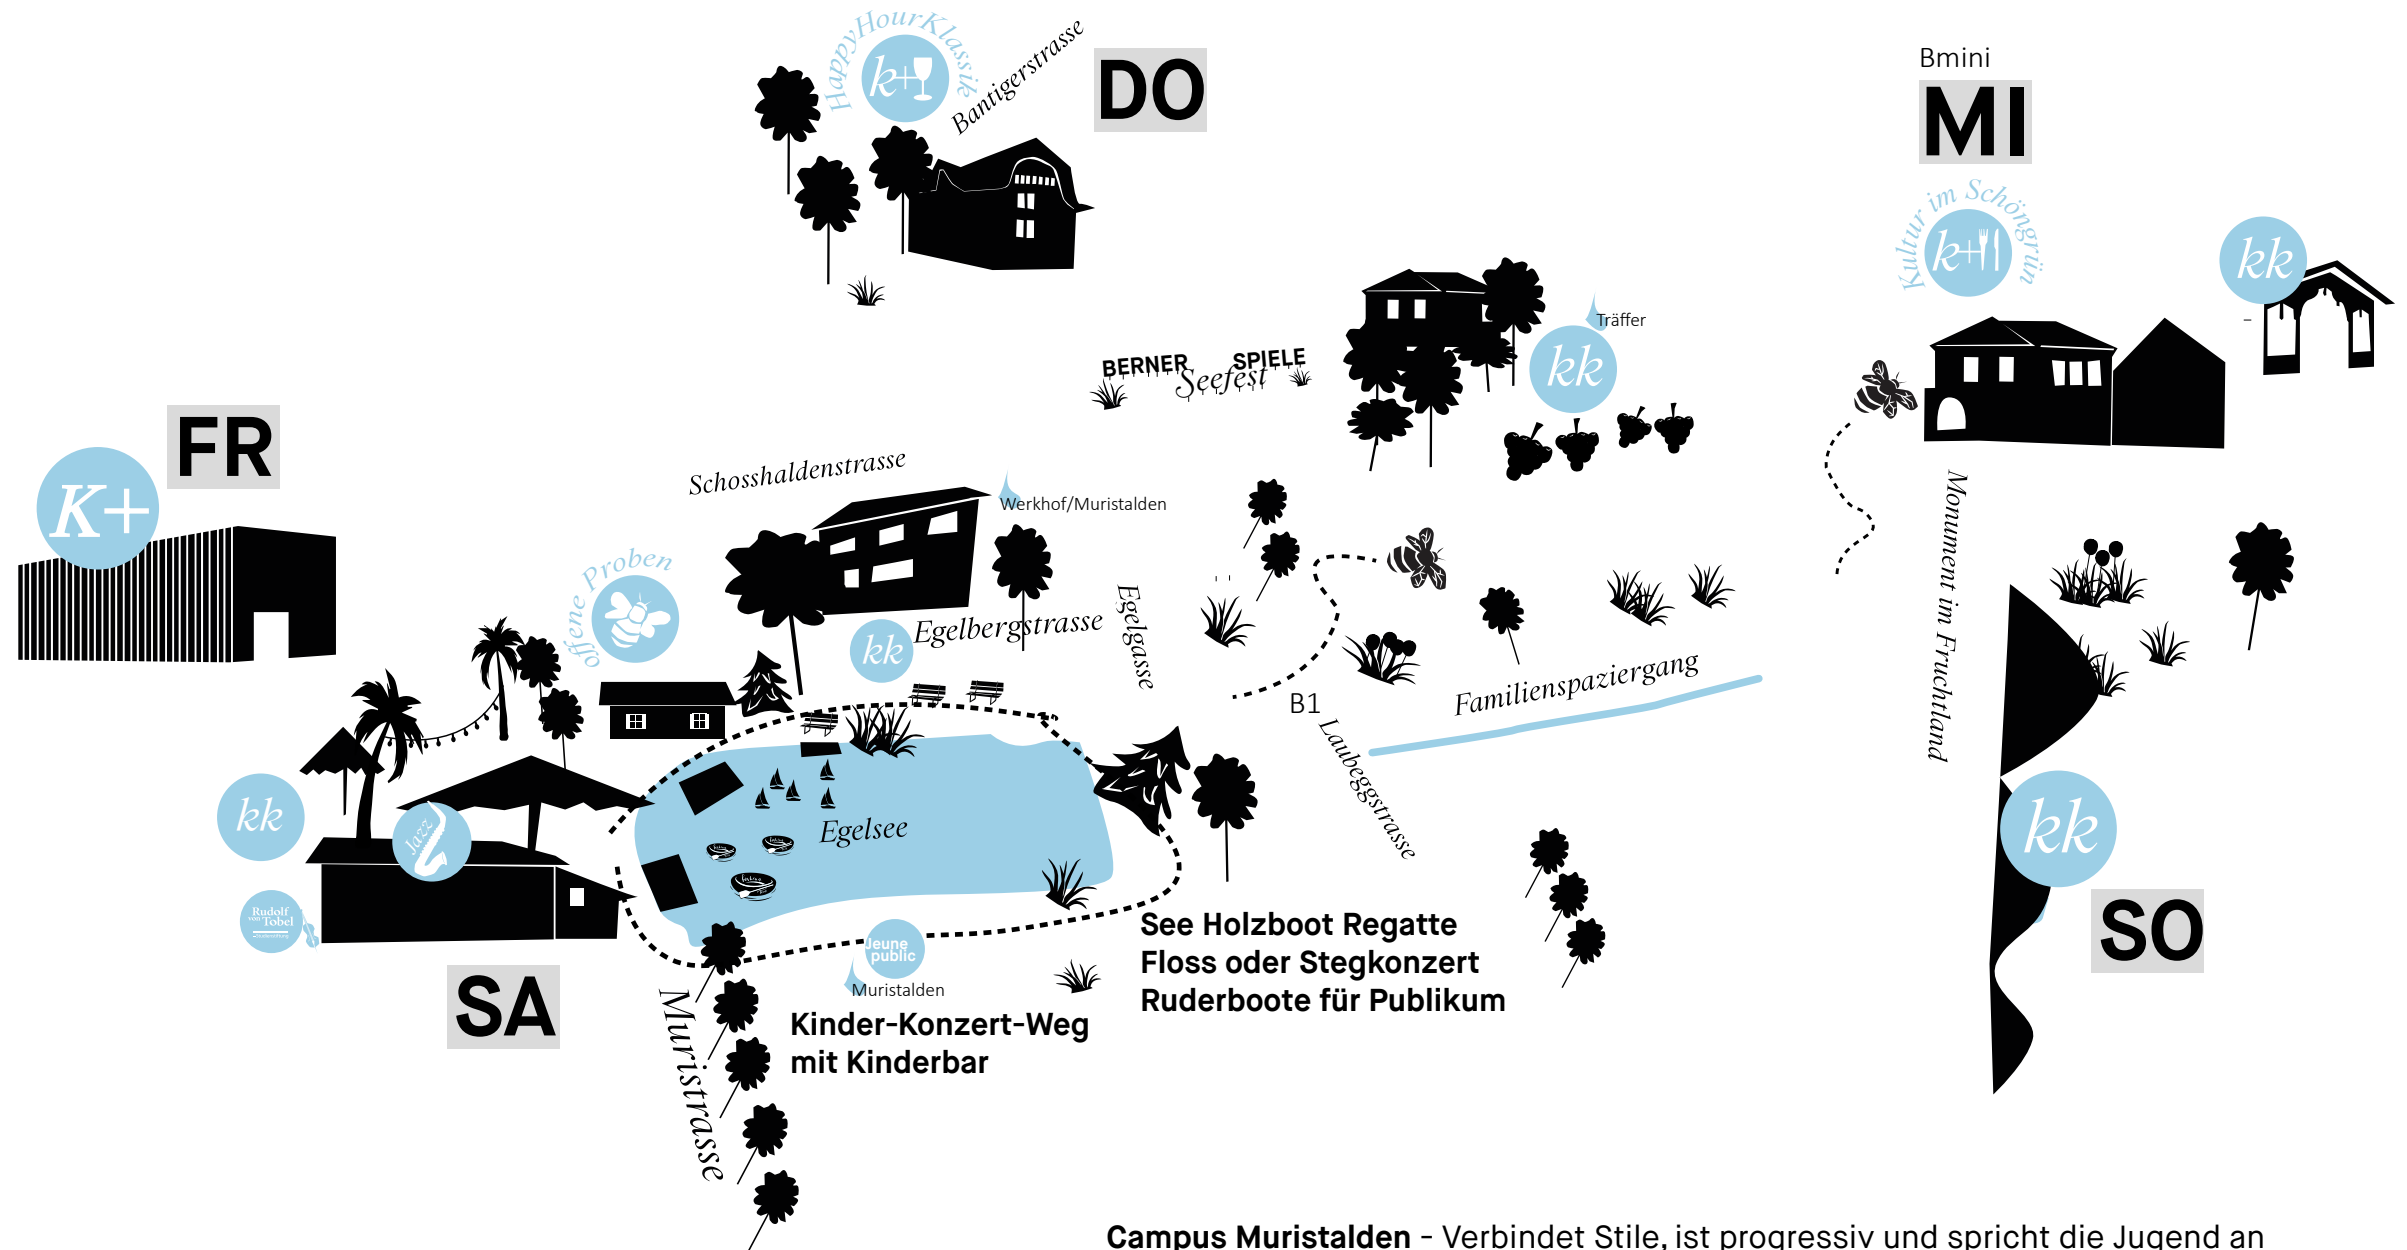 HappyHourKlassik
k+
Bantigerstrasse
DO
Bmini
MI
Kultur im Schöngrün
k+
kk
Träffer
kk
BERNER SPIELE
Seefest
FR
K+
Schosshaldenstrasse
Werkhof/Muristalden
offene Proben
kk
Egelbergstrasse
Egelgasse
B1
Laubeggstrasse
Familienspaziergang
Monument im Fruchtland
kk
SO
kk
Jazz
Egelsee
Rudolf
von Tobel
SA
Jeune
public
Muristalden
Kinder-Konzert-Weg
mit Kinderbar
Muristrasse
See Holzboot Regatte
Floss oder Stegkonzert
Ruderboote für Publikum
Campus Muristalden - Verbindet Stile, ist progressiv und spricht die Jugend an